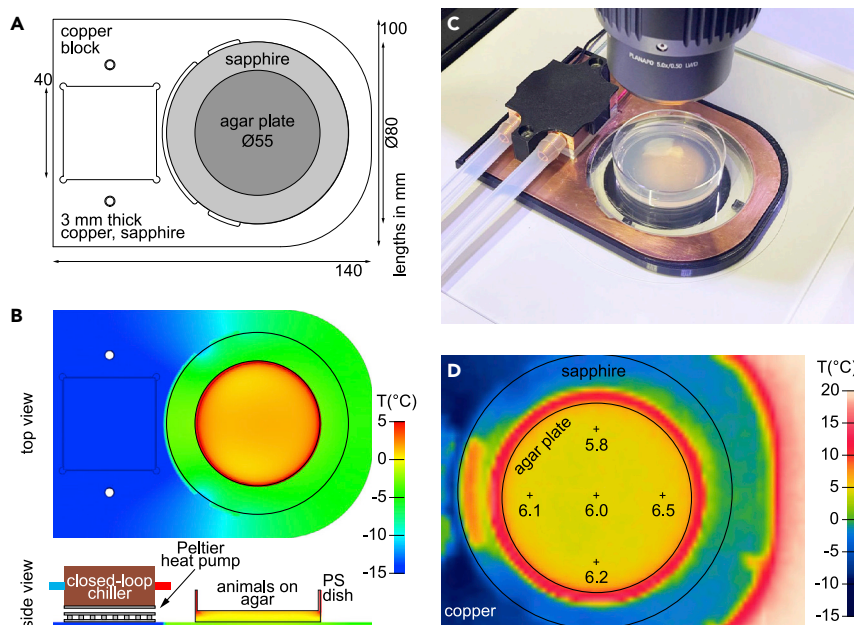 A
copper
block
40
sapphire
agar plate
Ø55
100
Ø80
3 mm thick
copper, sapphire
lengths in mm
140
C
PLANAPO 5.0x/0.50 LWD
B
top view
T(°C)
5
0
−5
−10
−15
side view
Peltier
heat pump
closed-loop
chiller
animals on
agar
PS
dish
D
sapphire
agar plate
5.8
6.1
6.0
6.5
6.2
copper
T(°C)
20
15
10
5
0
−5
−10
−15